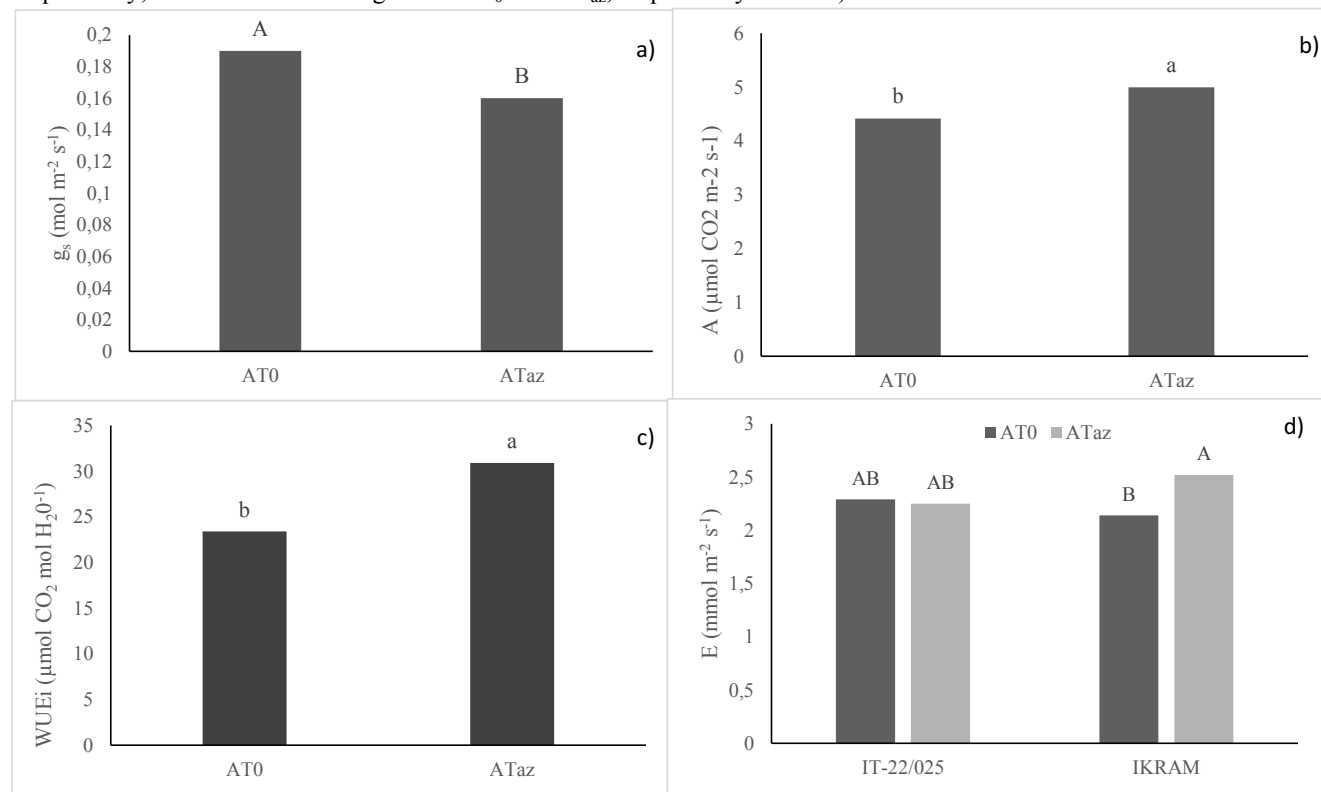 a)
0,2
0,18
0,16
0,14
0,12
0,1
0,08
0,06
0,04
0,02
0
gs (mol m-2 s-1)
A
B
AT0
ATaz
b)
6
5
4
3
2
1
0
A (µmol CO2 m-2 s-1)
b
a
AT0
ATaz
c)
35
30
25
20
15
10
5
0
WUEi (µmol CO2 mol H20-1)
b
a
AT0
ATaz
d)
AT0 ATaz
3
2,5
2
1,5
1
0,5
0
E (mmol m-2 s-1)
AB
AB
B
A
IT-22/025
IKRAM